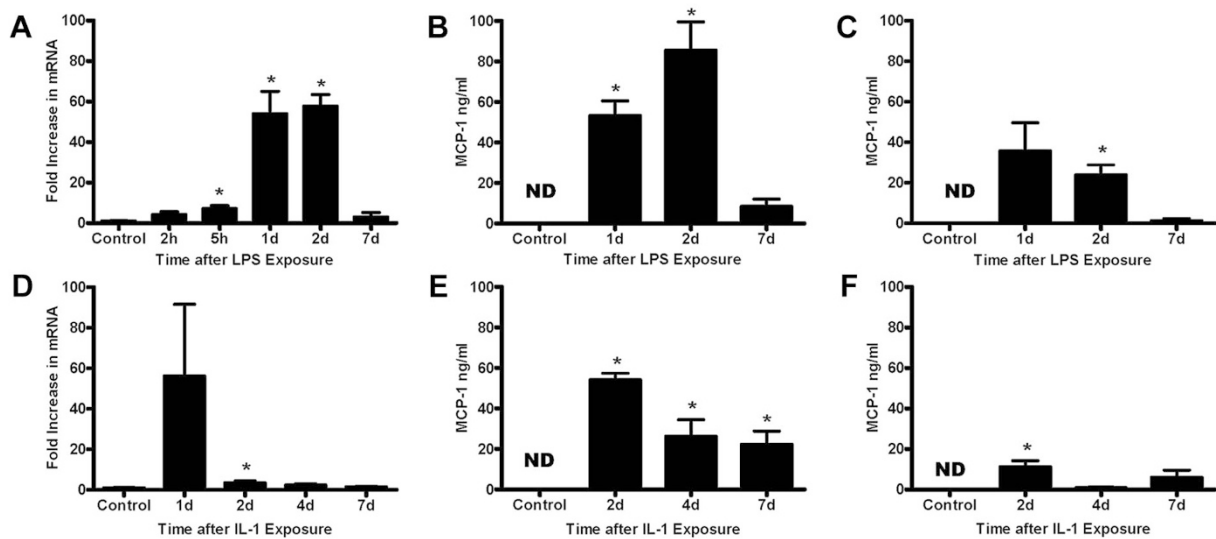 A
Fold Increase in mRNA
100
80
60
40
20
0
* * *
Control 2h 5h 1d 2d 7d
Time after LPS Exposure
B
MCP-1 ng/ml
100
80
60
40
20
0
ND
* *
1d 2d 7d
Time after LPS Exposure
C
MCP-1 ng/ml
100
80
60
40
20
0
*
Control 1d 2d 7d
Time after LPS Exposure
D
Fold Increase in mRNA
100
80
60
40
20
0
*
Control 1d 2d 4d 7d
Time after IL-1 Exposure
E
MCP-1 ng/ml
100
80
60
40
20
0
ND
* * *
Control 2d 4d 7d
Time after IL-1 Exposure
F
MCP-1 ng/ml
100
80
60
40
20
0
ND
*
Control 2d 4d 7d
Time after IL-1 Exposure